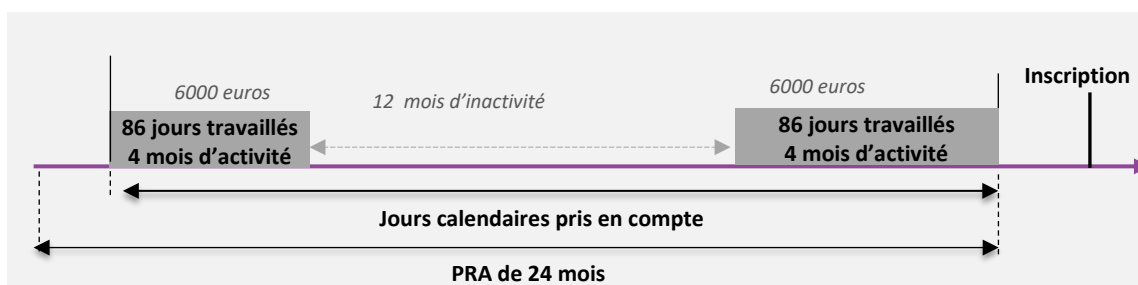 Inscription
6000 euros
12 mois d'inactivité
6000 euros
86 jours travaillés
4 mois d'activité
86 jours travaillés
4 mois d'activité
Jours calendaires pris en compte
PRA de 24 mois